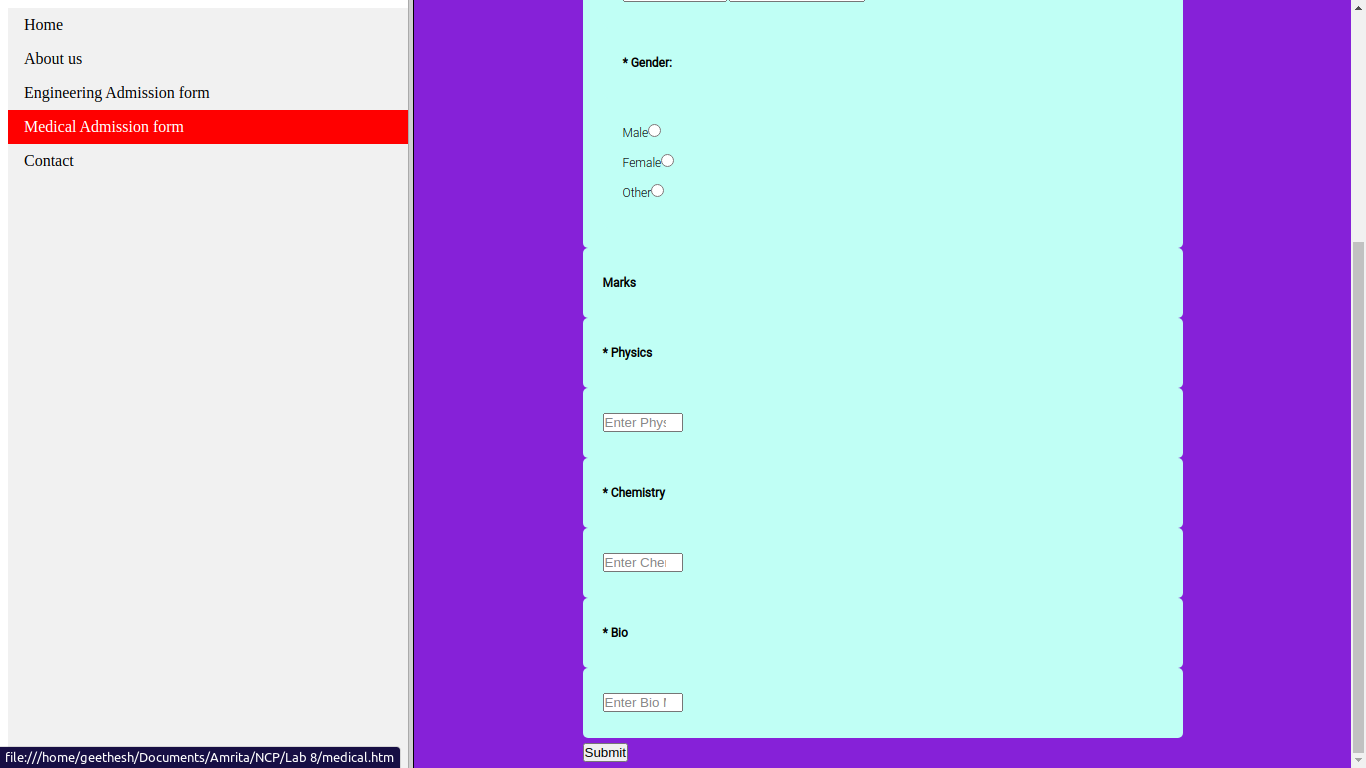 Home
About us
Engineering Admission form
Medical Admission form
Contact
* Gender:
Male
Female
Other
Marks
* Physics
Enter Phys
* Chemistry
Enter Cher
* Bio
Enter Bio M
Submit
file:///home/geethesh/Documents/Amrita/NCP/Lab 8/medical.htm